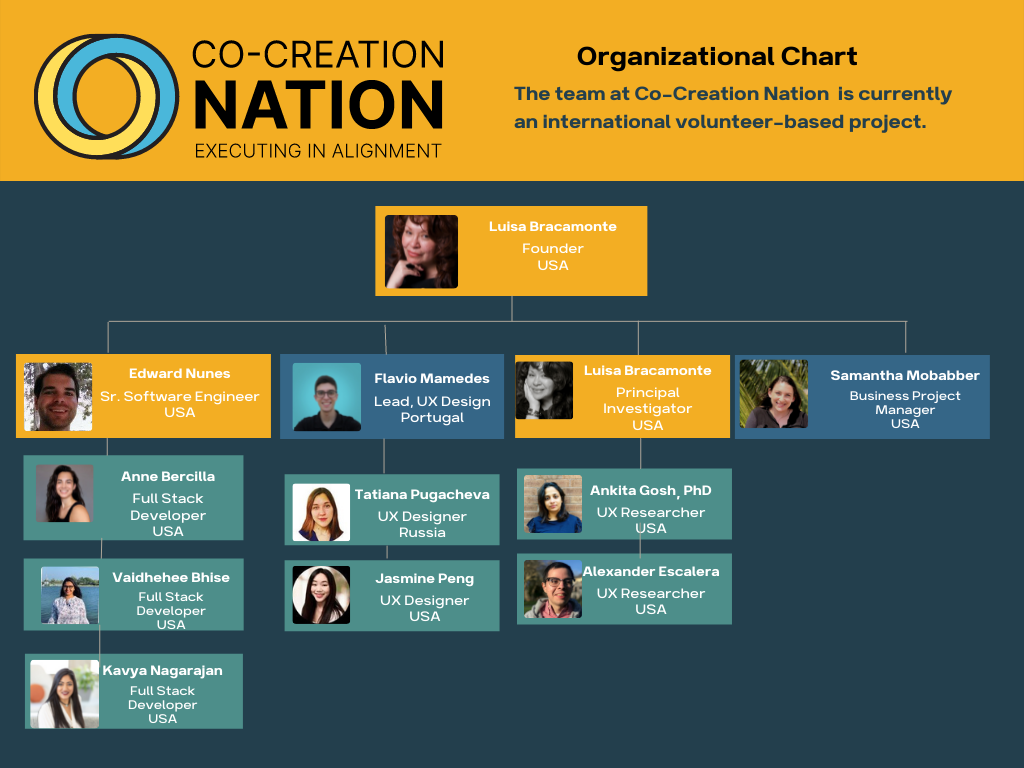 CO-CREATION
NATION
EXECUTING IN ALIGNMENT
Organizational Chart
The team at Co-Creation Nation is currently
an international volunteer-based project.
Luisa Bracamonte
Founder
USA
Edward Nunes
Sr. Software Engineer
USA
Flavio Mamedes
Lead, UX Design
Portugal
Luisa Bracamonte
Principal
Investigator
USA
Samantha Mobabber
Business Project
Manager
USA
Anne Bercilla
Full Stack
Developer
USA
Tatiana Pugacheva
UX Designer
Russia
Ankita Gosh, PhD
UX Researcher
USA
Vaidhehee Bhise
Full Stack
Developer
USA
Jasmine Peng
UX Designer
USA
Alexander Escalera
UX Researcher
USA
Kavya Nagarajan
Full Stack
Developer
USA